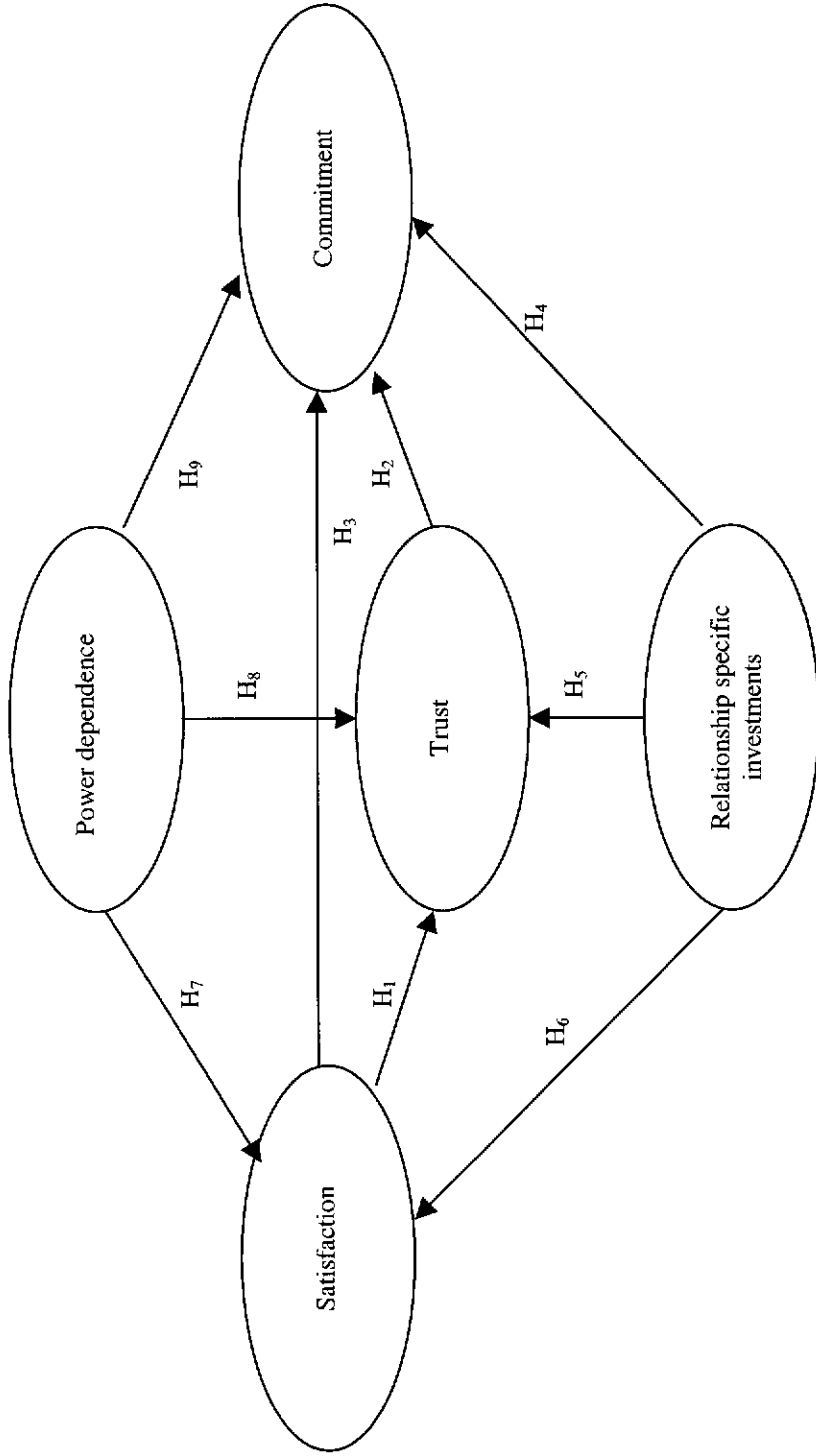 Power dependence
H₇
H₈
H₉
Satisfaction
Commitment
H₃
H₁
H₂
Trust
H₆
H₅
H₄
Relationship specific
investments